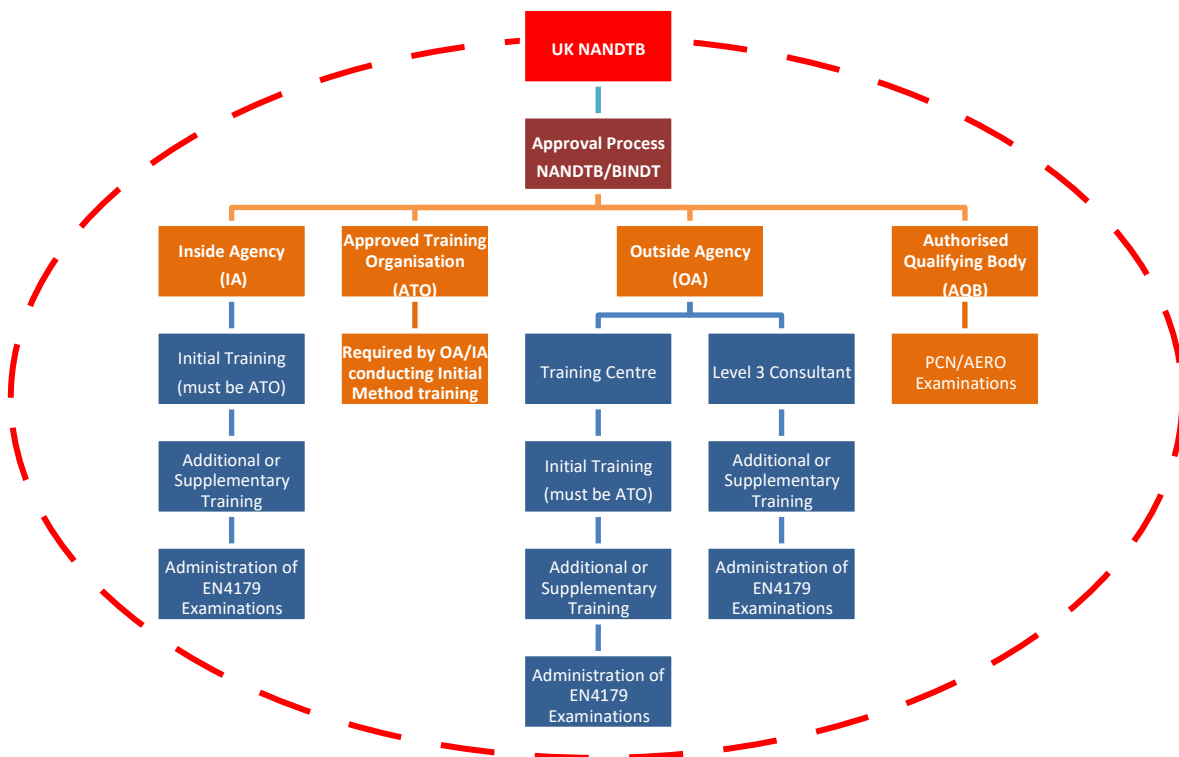 UK NANDTB
Approval Process
NANDTB/BINDT
Inside Agency
(IA)
Approved Training
Organisation
(ATO)
Outside Agency
(OA)
Authorised
Qualifying Body
(AQB)
Initial Training
(must be ATO)
Required by OA/IA
conducting Initial
Method training
Training Centre
Level 3 Consultant
PCN/AERO
Examinations
Additional or
Supplementary
Training
Initial Training
(must be ATO)
Additional or
Supplementary
Training
Administration of
EN4179
Examinations
Additional or
Supplementary
Training
Administration of
EN4179
Examinations
Administration of
EN4179
Examinations